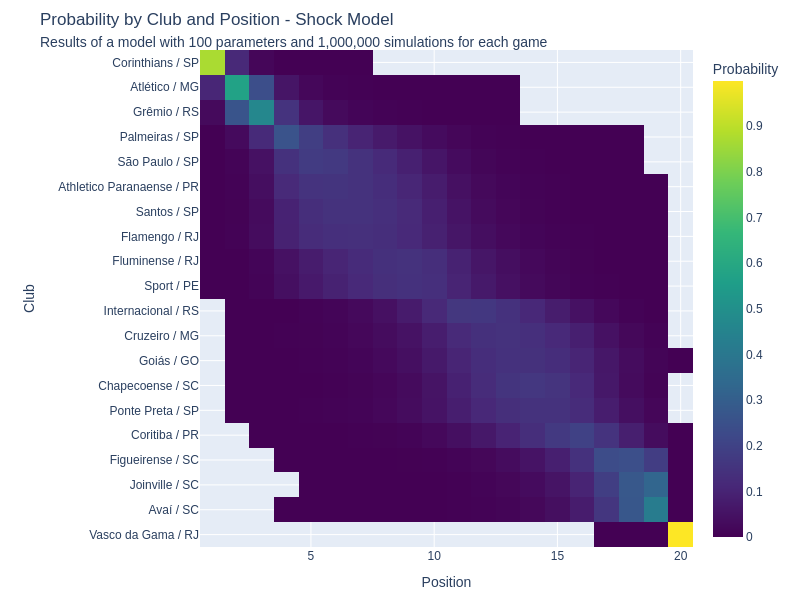 Probability by Club and Position - Shock Model
Results of a model with 100 parameters and 1,000,000 simulations for each game
Corinthians / SP
Atlético / MG
Grêmio / RS
Palmeiras / SP
São Paulo / SP
Athletico Paranaense / PR
Santos / SP
Flamengo / RJ
Fluminense / RJ
Sport / PE
Internacional / RS
Cruzeiro / MG
Goiás / GO
Chapecoense / SC
Ponte Preta / SP
Coritiba / PR
Figueirense / SC
Joinville / SC
Avaí / SC
Vasco da Gama / RJ
Club
5
10
15
20
Position
Probability
0.9
0.8
0.7
0.6
0.5
0.4
0.3
0.2
0.1
0